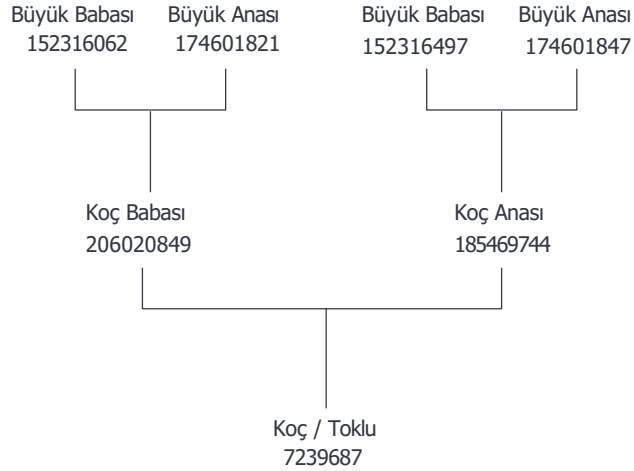 Büyük Babası Büyük Anası Büyük Babası Büyük Anası
152316062 174601821 152316497 174601847
Koç Babası Koç Anası
206020849 185469744
Koç / Toklu
7239687